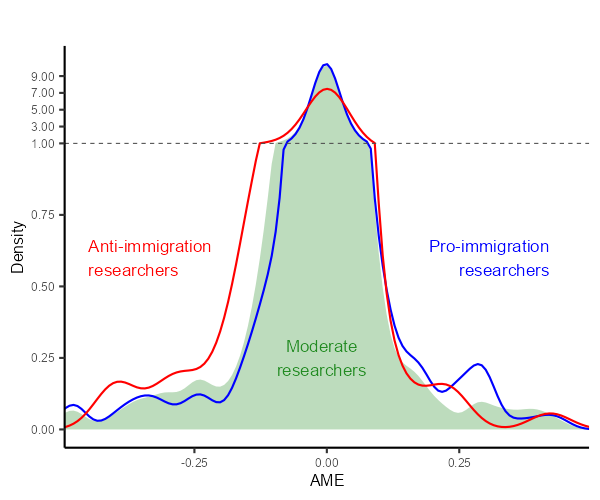 9.00
7.00
5.00
3.00
1.00
0.75
0.50
0.25
0.00
Density
Anti-immigration
researchers
Pro-immigration
researchers
Moderate
researchers
-0.25
0.00
0.25
AME